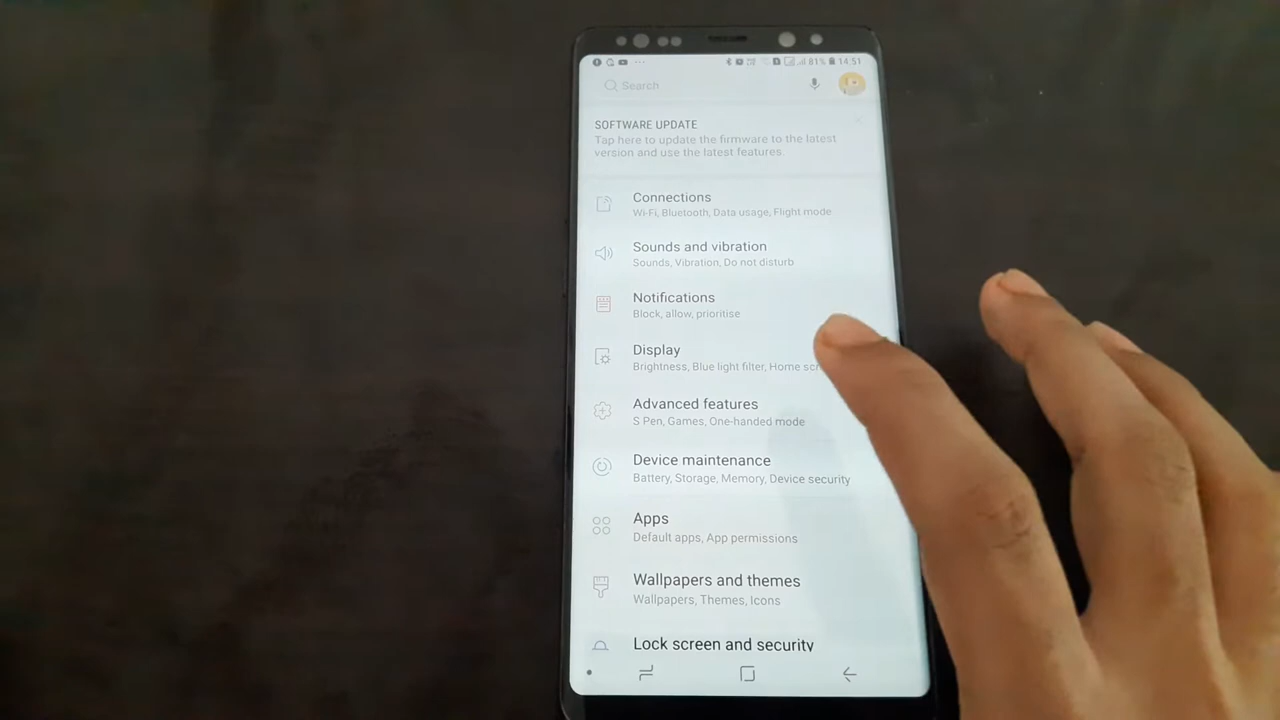 81% 14:51
Search
SOFTWARE UPDATE
Tap here to update the firmware to the latest
version and use the latest features.
Connections
Wi-Fi, Bluetooth, Data usage, Flight mode
Sounds and vibration
Sounds, Vibration, Do not disturb
Notifications
Block, allow, prioritise
Display
Brightness, Blue light filter, Home scr
Advanced features
S Pen, Games, One-handed mode
Device maintenance
Battery, Storage, Memory, Device security
Apps
Default apps, App permissions
Wallpapers and themes
Wallpapers, Themes, Icons
Lock screen and security